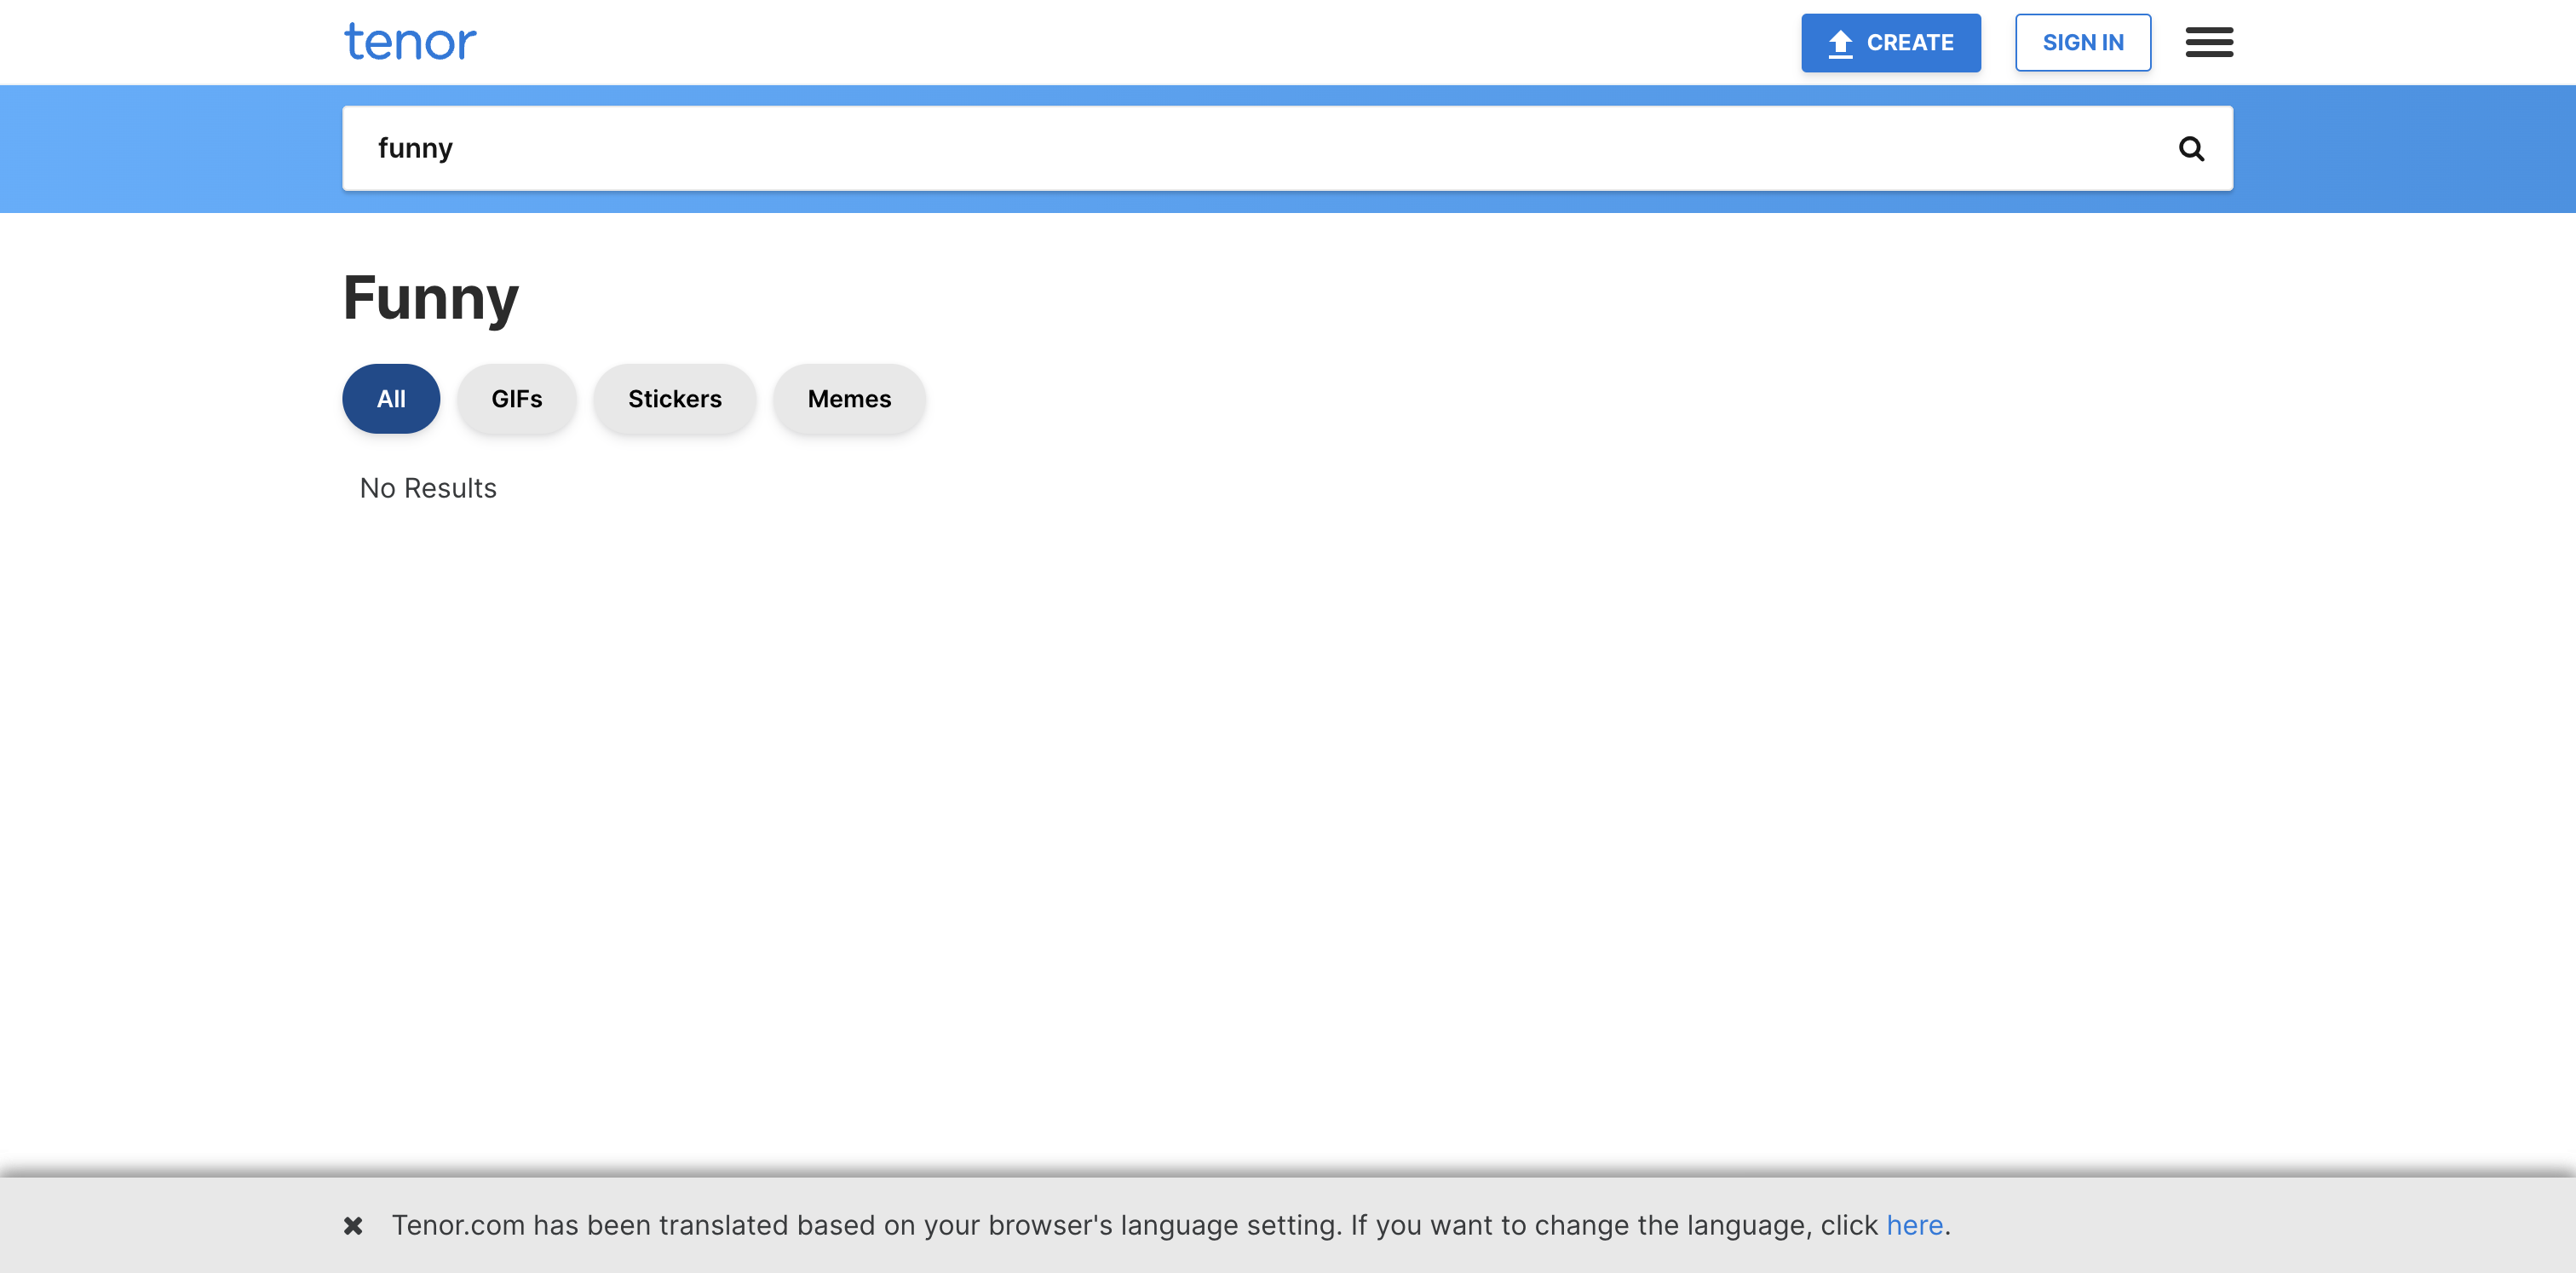 tenor
CREATE
SIGN IN
funny
Funny
All
GIFs
Stickers
Memes
No Results
Tenor.com has been translated based on your browser's language setting. If you want to change the language, click here.